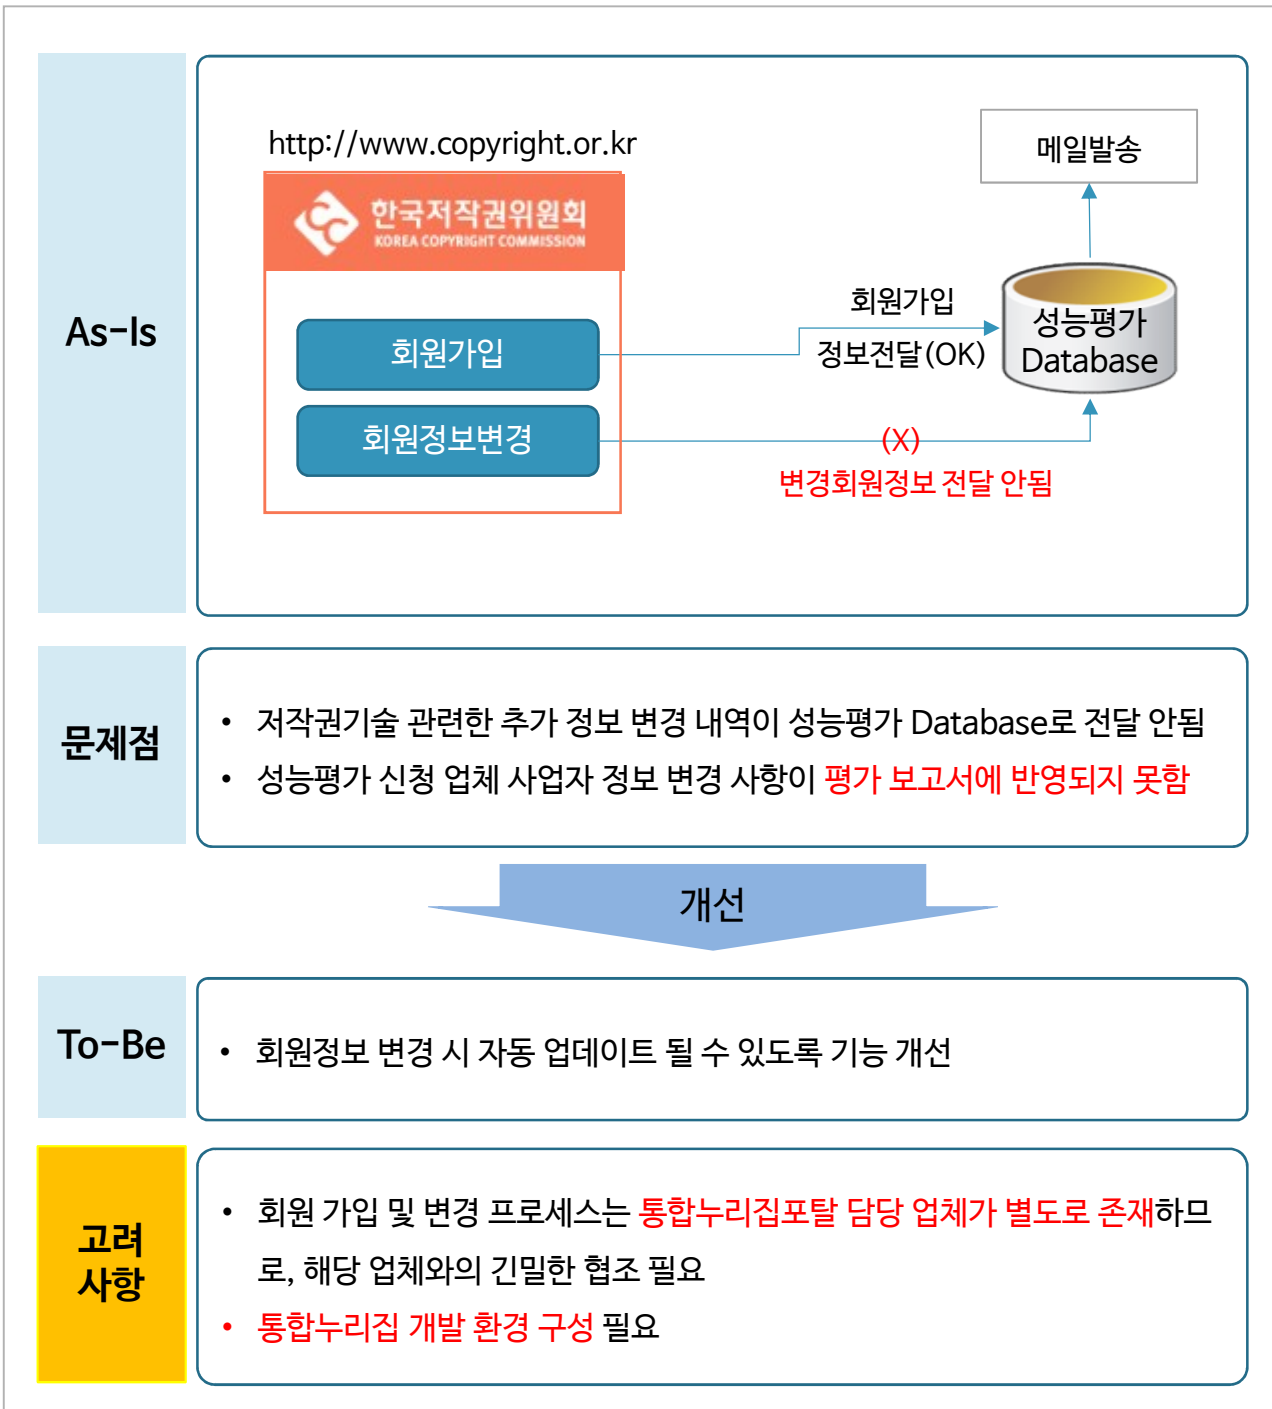 As-Is
http://www.copyright.or.kr
한국저작권위원회
KOREA COPYRIGHT COMMISSION
회원가입
회원정보변경
메일발송
회원가입
정보전달(OK)
성능평가
Database
(X)
변경회원정보 전달 안됨
문제점
• 저작권기술 관련한 추가 정보 변경 내역이 성능평가 Database로 전달 안됨
• 성능평가 신청 업체 사업자 정보 변경 사항이 평가 보고서에 반영되지 못함
개선
To-Be
• 회원정보 변경 시 자동 업데이트 될 수 있도록 기능 개선
고려
사항
• 회원 가입 및 변경 프로세스는 통합누리집포탈 담당 업체가 별도로 존재하므
로, 해당 업체와의 긴밀한 협조 필요
• 통합누리집 개발 환경 구성 필요